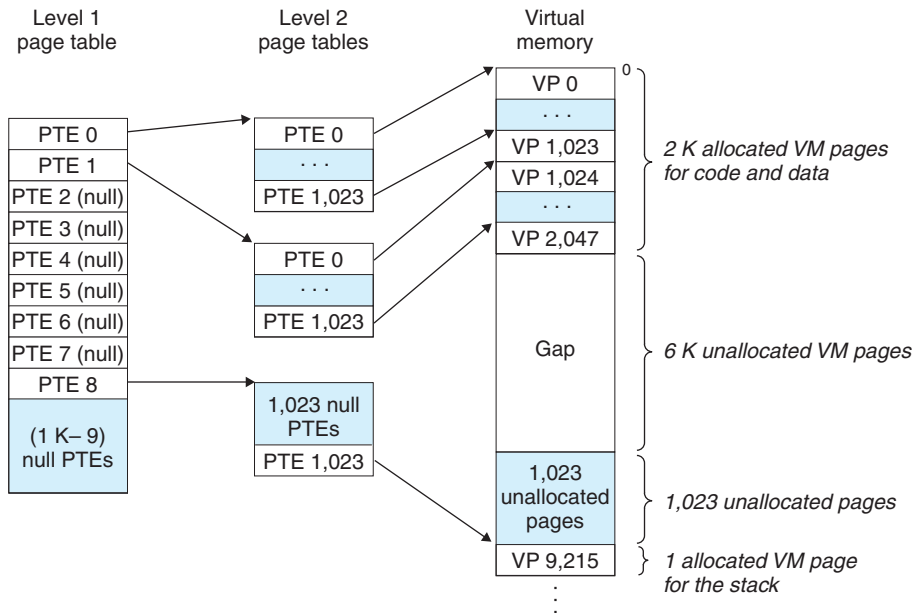 Level 1
page table
Level 2
page tables
Virtual
memory
PTE 0
PTE 1
PTE 2 (null)
PTE 3 (null)
PTE 4 (null)
PTE 5 (null)
PTE 6 (null)
PTE 7 (null)
PTE 8
(1 K– 9)
null PTEs
PTE 0
. . .
PTE 1,023
PTE 0
. . .
PTE 1,023
1,023 null
PTEs
PTE 1,023
0
VP 0
. . .
VP 1,023
VP 1,024
. . .
VP 2,047
Gap
1,023
unallocated
pages
VP 9,215
. . .
2 K allocated VM pages
for code and data
6 K unallocated VM pages
1,023 unallocated pages
1 allocated VM page
for the stack